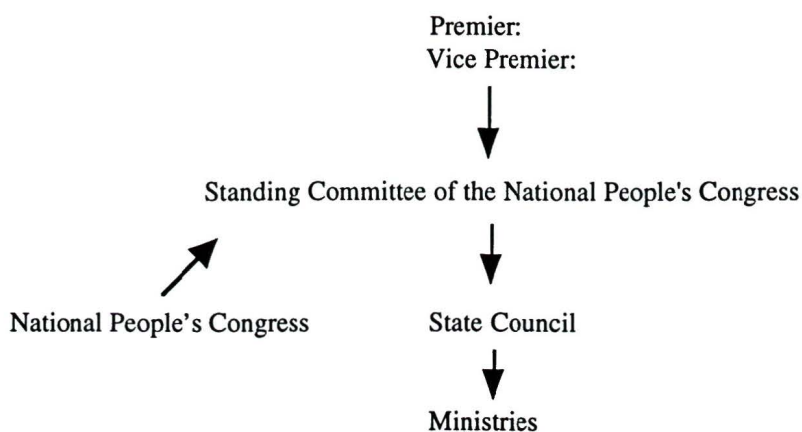 Premier:
Vice Premier:
Standing Committee of the National People's Congress
National People's Congress
State Council
Ministries